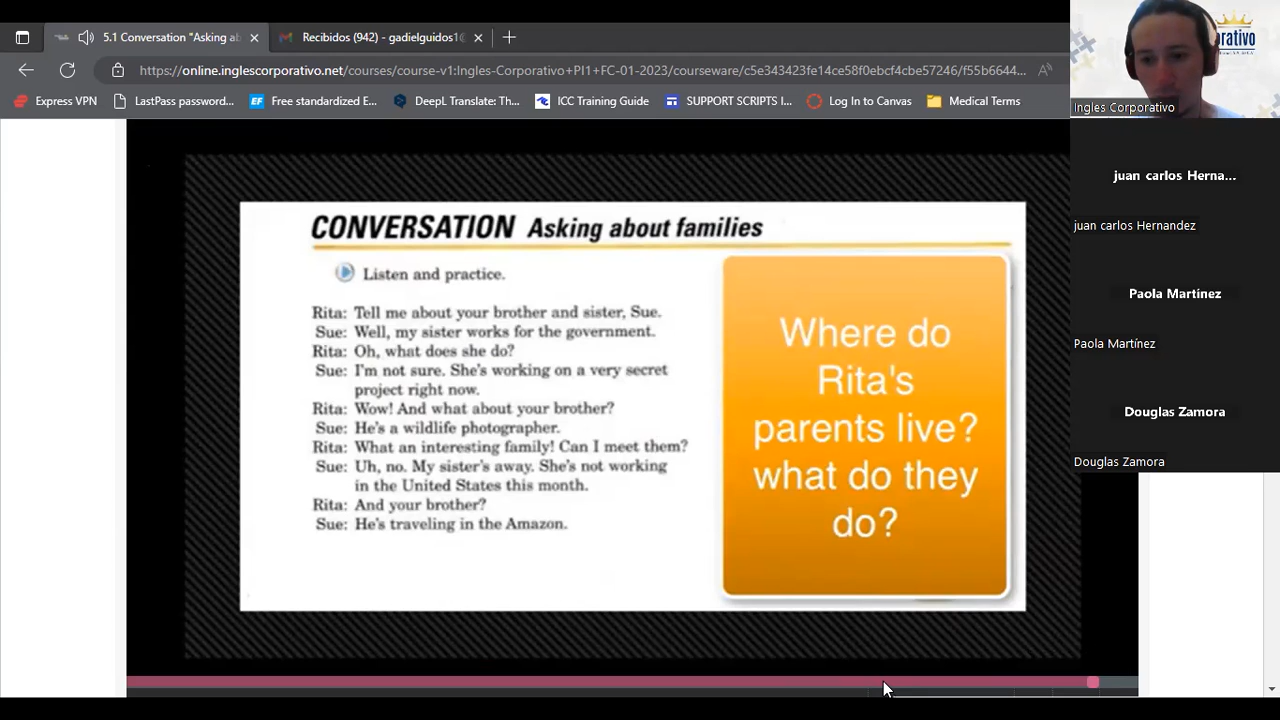 5.1 Conversation "Asking ab
Recibidos (942) - gadielguidos1@
https://online.inglescorporativo.net/courses/course-v1:Ingles-Corporativo+PI1+FC-01-2023/courseware/c5e343423fe14ce58f0ebcf4cbe57246/f55b6644...
Express VPN
LastPass password...
EF Free standardized E...
DeepL Translate: Th...
ICC Training Guide
SUPPORT SCRIPTS I...
Log In to Canvas
Medical Terms
Ingles Corporativo
juan carlos Herna...
juan carlos Hernandez
Paola Martínez
Paola Martínez
Douglas Zamora
Douglas Zamora
CONVERSATION Asking about families
Listen and practice.
Rita: Tell me about your brother and sister, Sue.
Sue: Well, my sister works for the government.
Rita: Oh, what does she do?
Sue: I'm not sure. She's working on a very secret
project right now.
Rita: Wow! And what about your brother?
Sue: He's a wildlife photographer.
Rita: What an interesting family! Can I meet them?
Sue: Uh, no. My sister's away. She's not working
in the United States this month.
Rita: And your brother?
Sue: He's traveling in the Amazon.
Where do
Rita's
parents live?
what do they
do?